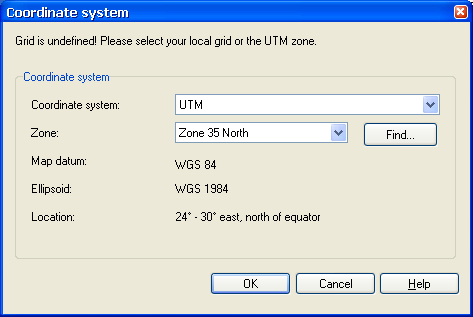 Coordinate system
Grid is undefined! Please select your local grid or the UTM zone.
Coordinate system
Coordinate system: UTM
Zone: Zone 35 North Find...
Map datum: WGS 84
Ellipsoid: WGS 1984
Location: 24° - 30° east, north of equator
OK Cancel Help